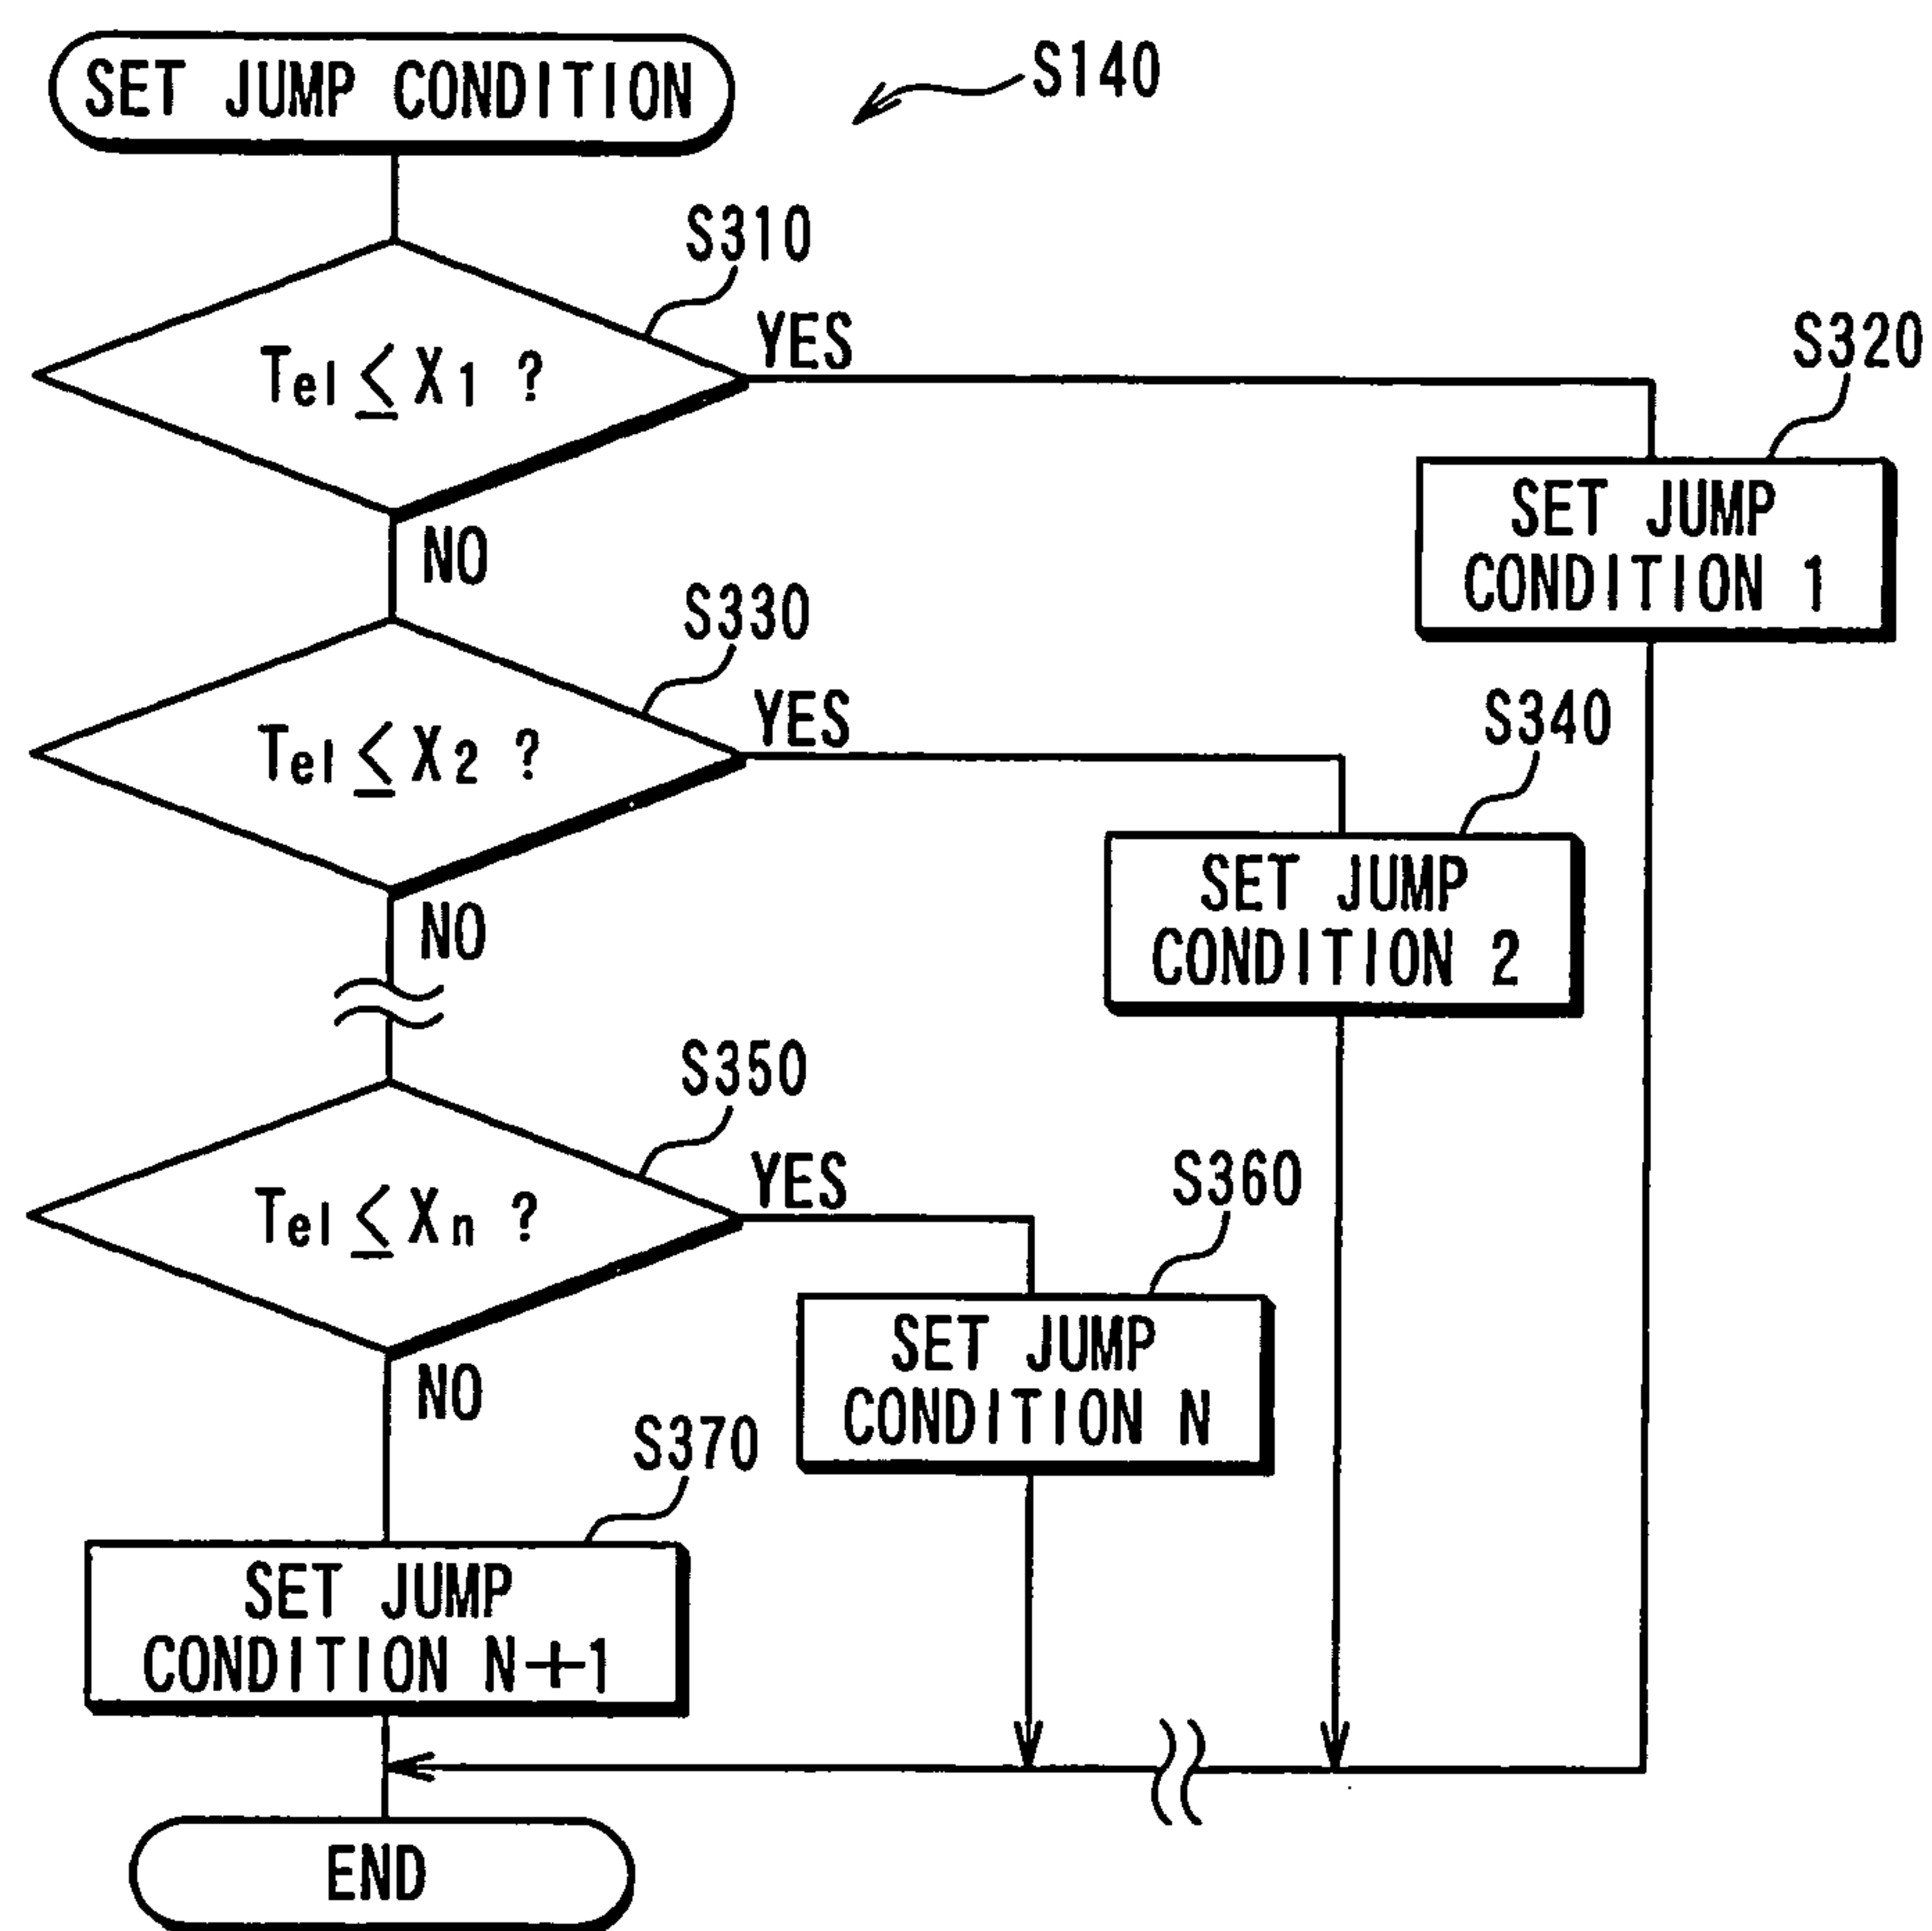 SET JUMP CONDITION
S140
S310
Tel ≤ X1 ?
YES
S320
SET JUMP
CONDITION 1
NO
S330
Tel ≤ X2 ?
YES
S340
SET JUMP
CONDITION 2
NO
S350
Tel ≤ Xn ?
YES
S360
SET JUMP
CONDITION N
NO
S370
SET JUMP
CONDITION N+1
END